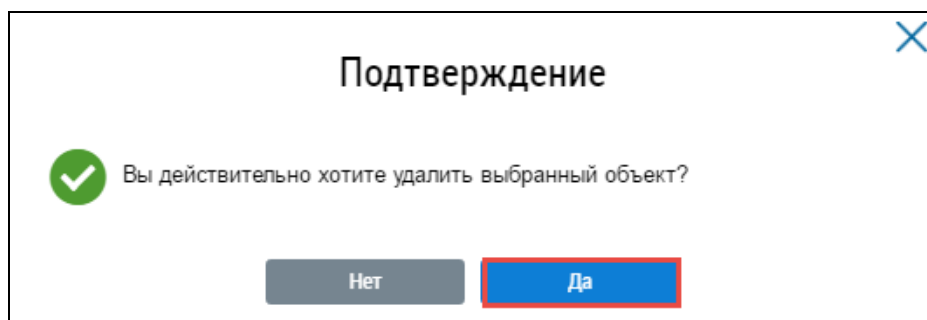 Подтверждение
Вы действительно хотите удалить выбранный объект?
Нет
Да